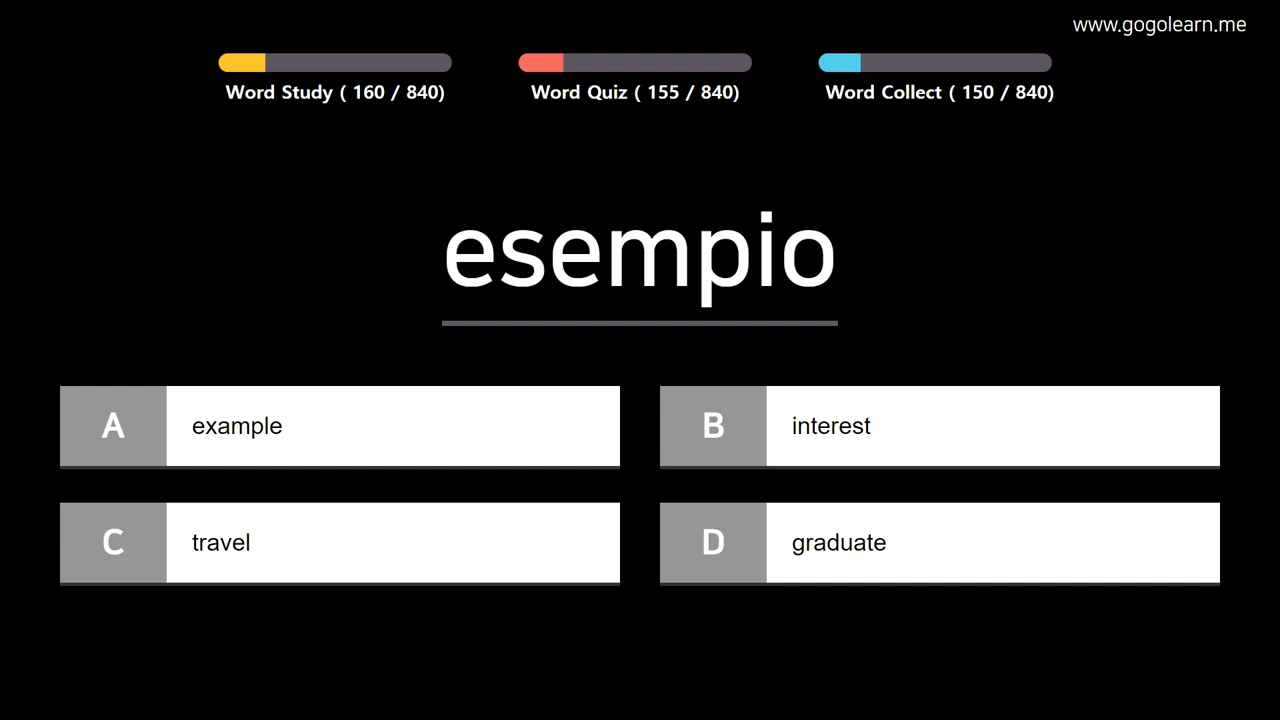 www.gogolearn.me
Word Study ( 160 / 840)
Word Quiz ( 155 / 840)
Word Collect ( 150 / 840)
esempio
A example
B interest
C travel
D graduate